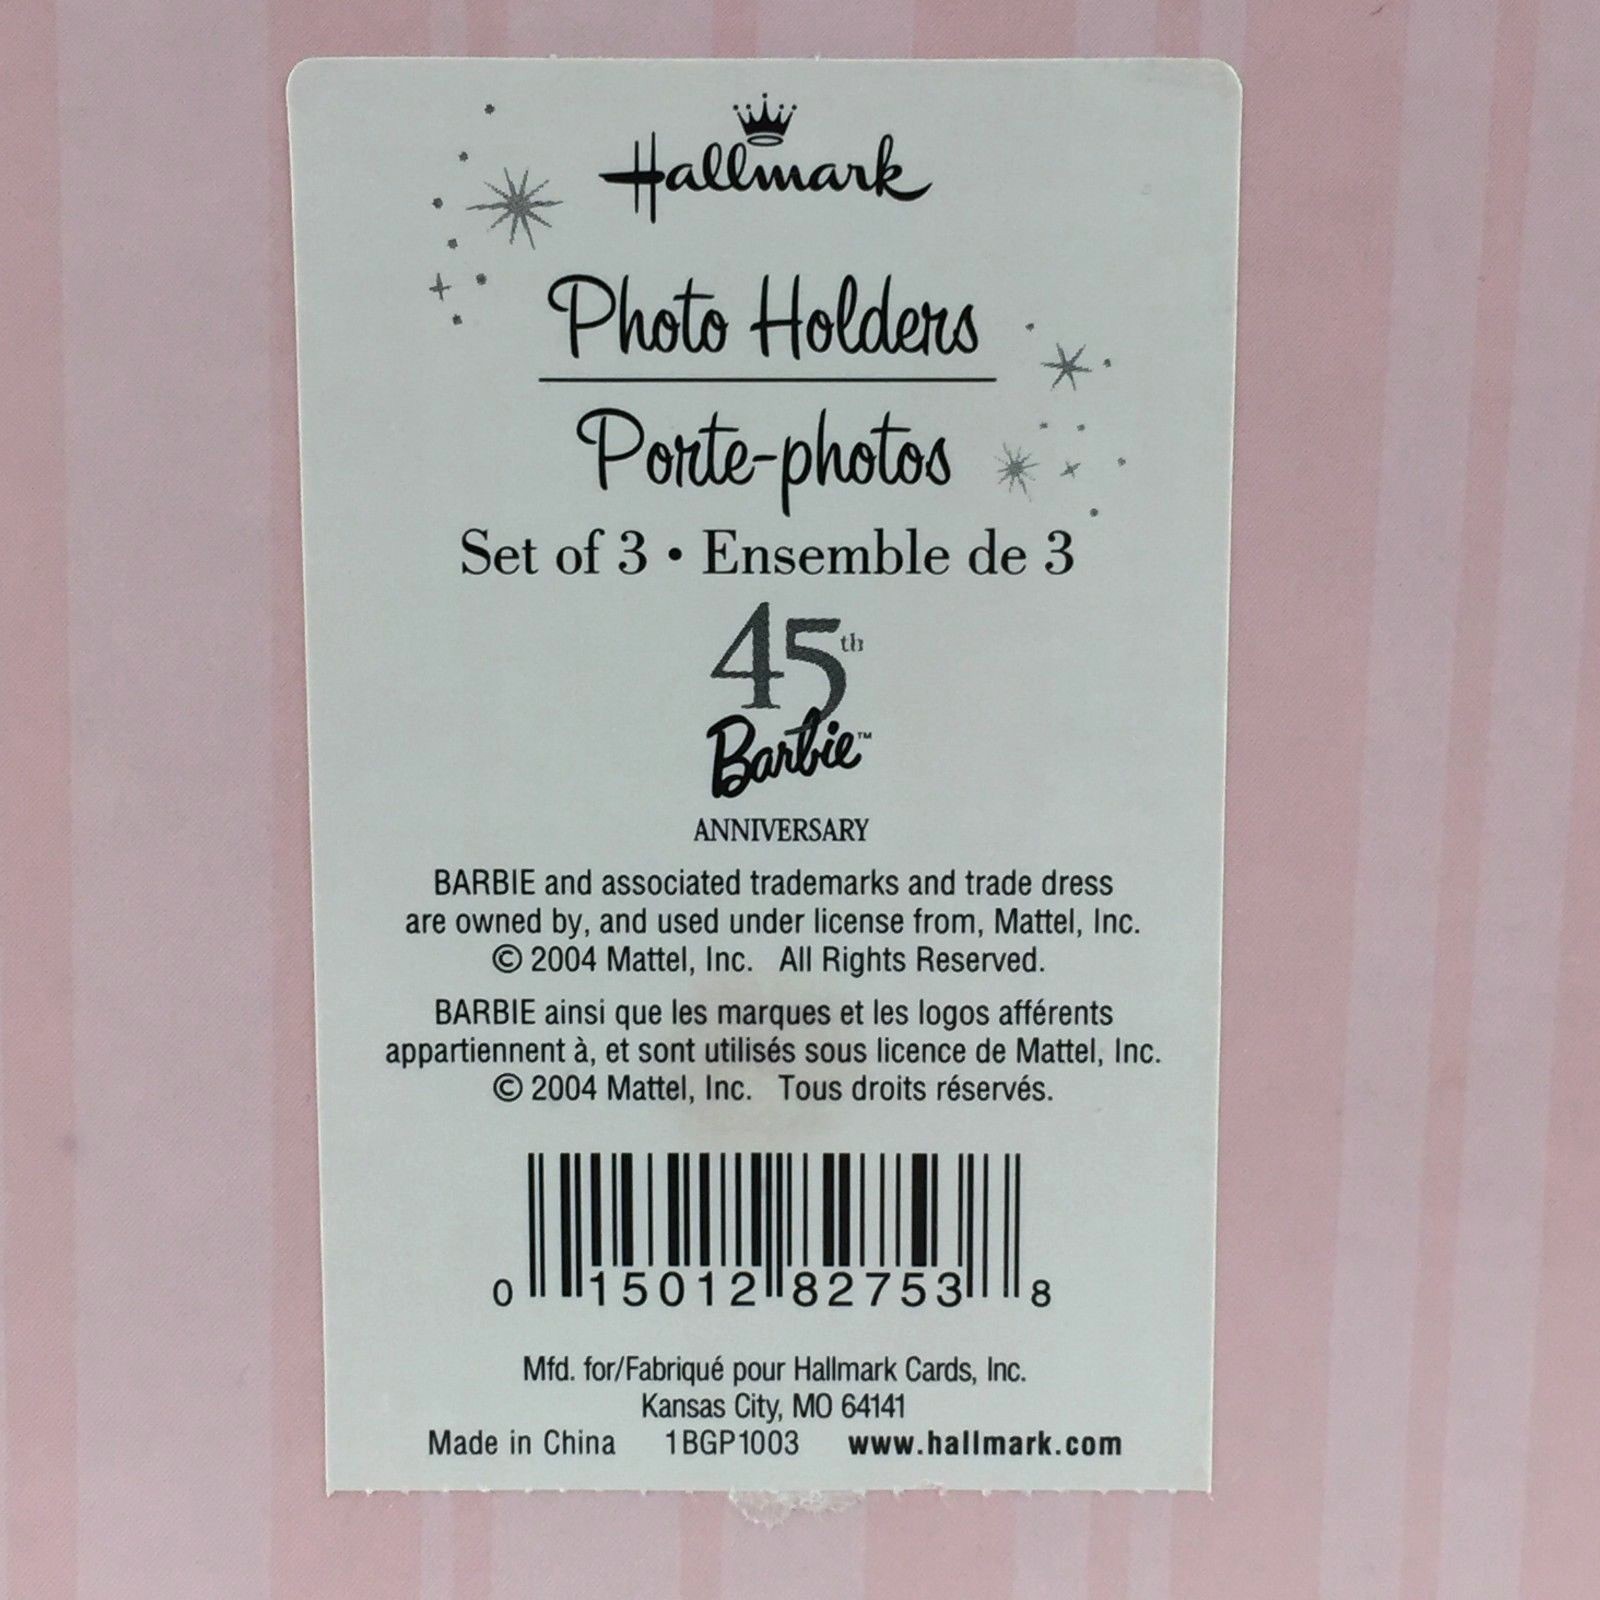 Hallmark
Photo Holders
Porte-photos
Set of 3 • Ensemble de 3
45th
Barbie™
ANNIVERSARY
BARBIE and associated trademarks and trade dress
are owned by, and used under license from, Mattel, Inc.
© 2004 Mattel, Inc. All Rights Reserved.
BARBIE ainsi que les marques et les logos afférents
appartiennent à, et sont utilisés sous licence de Mattel, Inc.
© 2004 Mattel, Inc. Tous droits réservés.
0 15012 82753 8
Mfd. for/Fabriqué pour Hallmark Cards, Inc.
Kansas City, MO 64141
Made in China 1BGP1003 www.hallmark.com